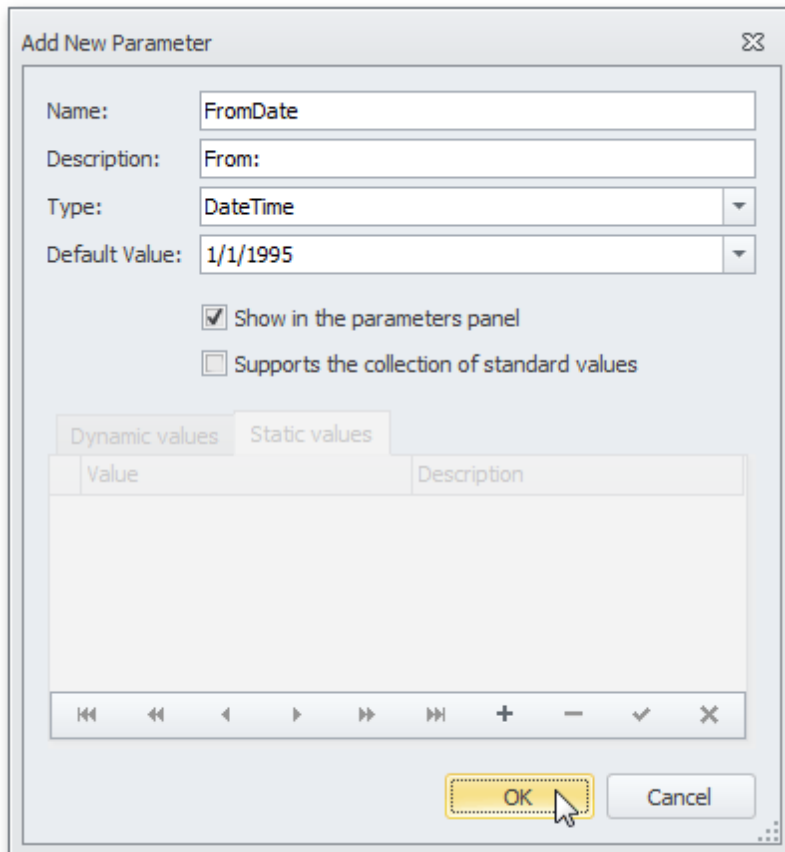 Add New Parameter
Name: FromDate
Description: From:
Type: DateTime
Default Value: 1/1/1995
Show in the parameters panel
Supports the collection of standard values
Dynamic values Static values
Value Description
OK Cancel